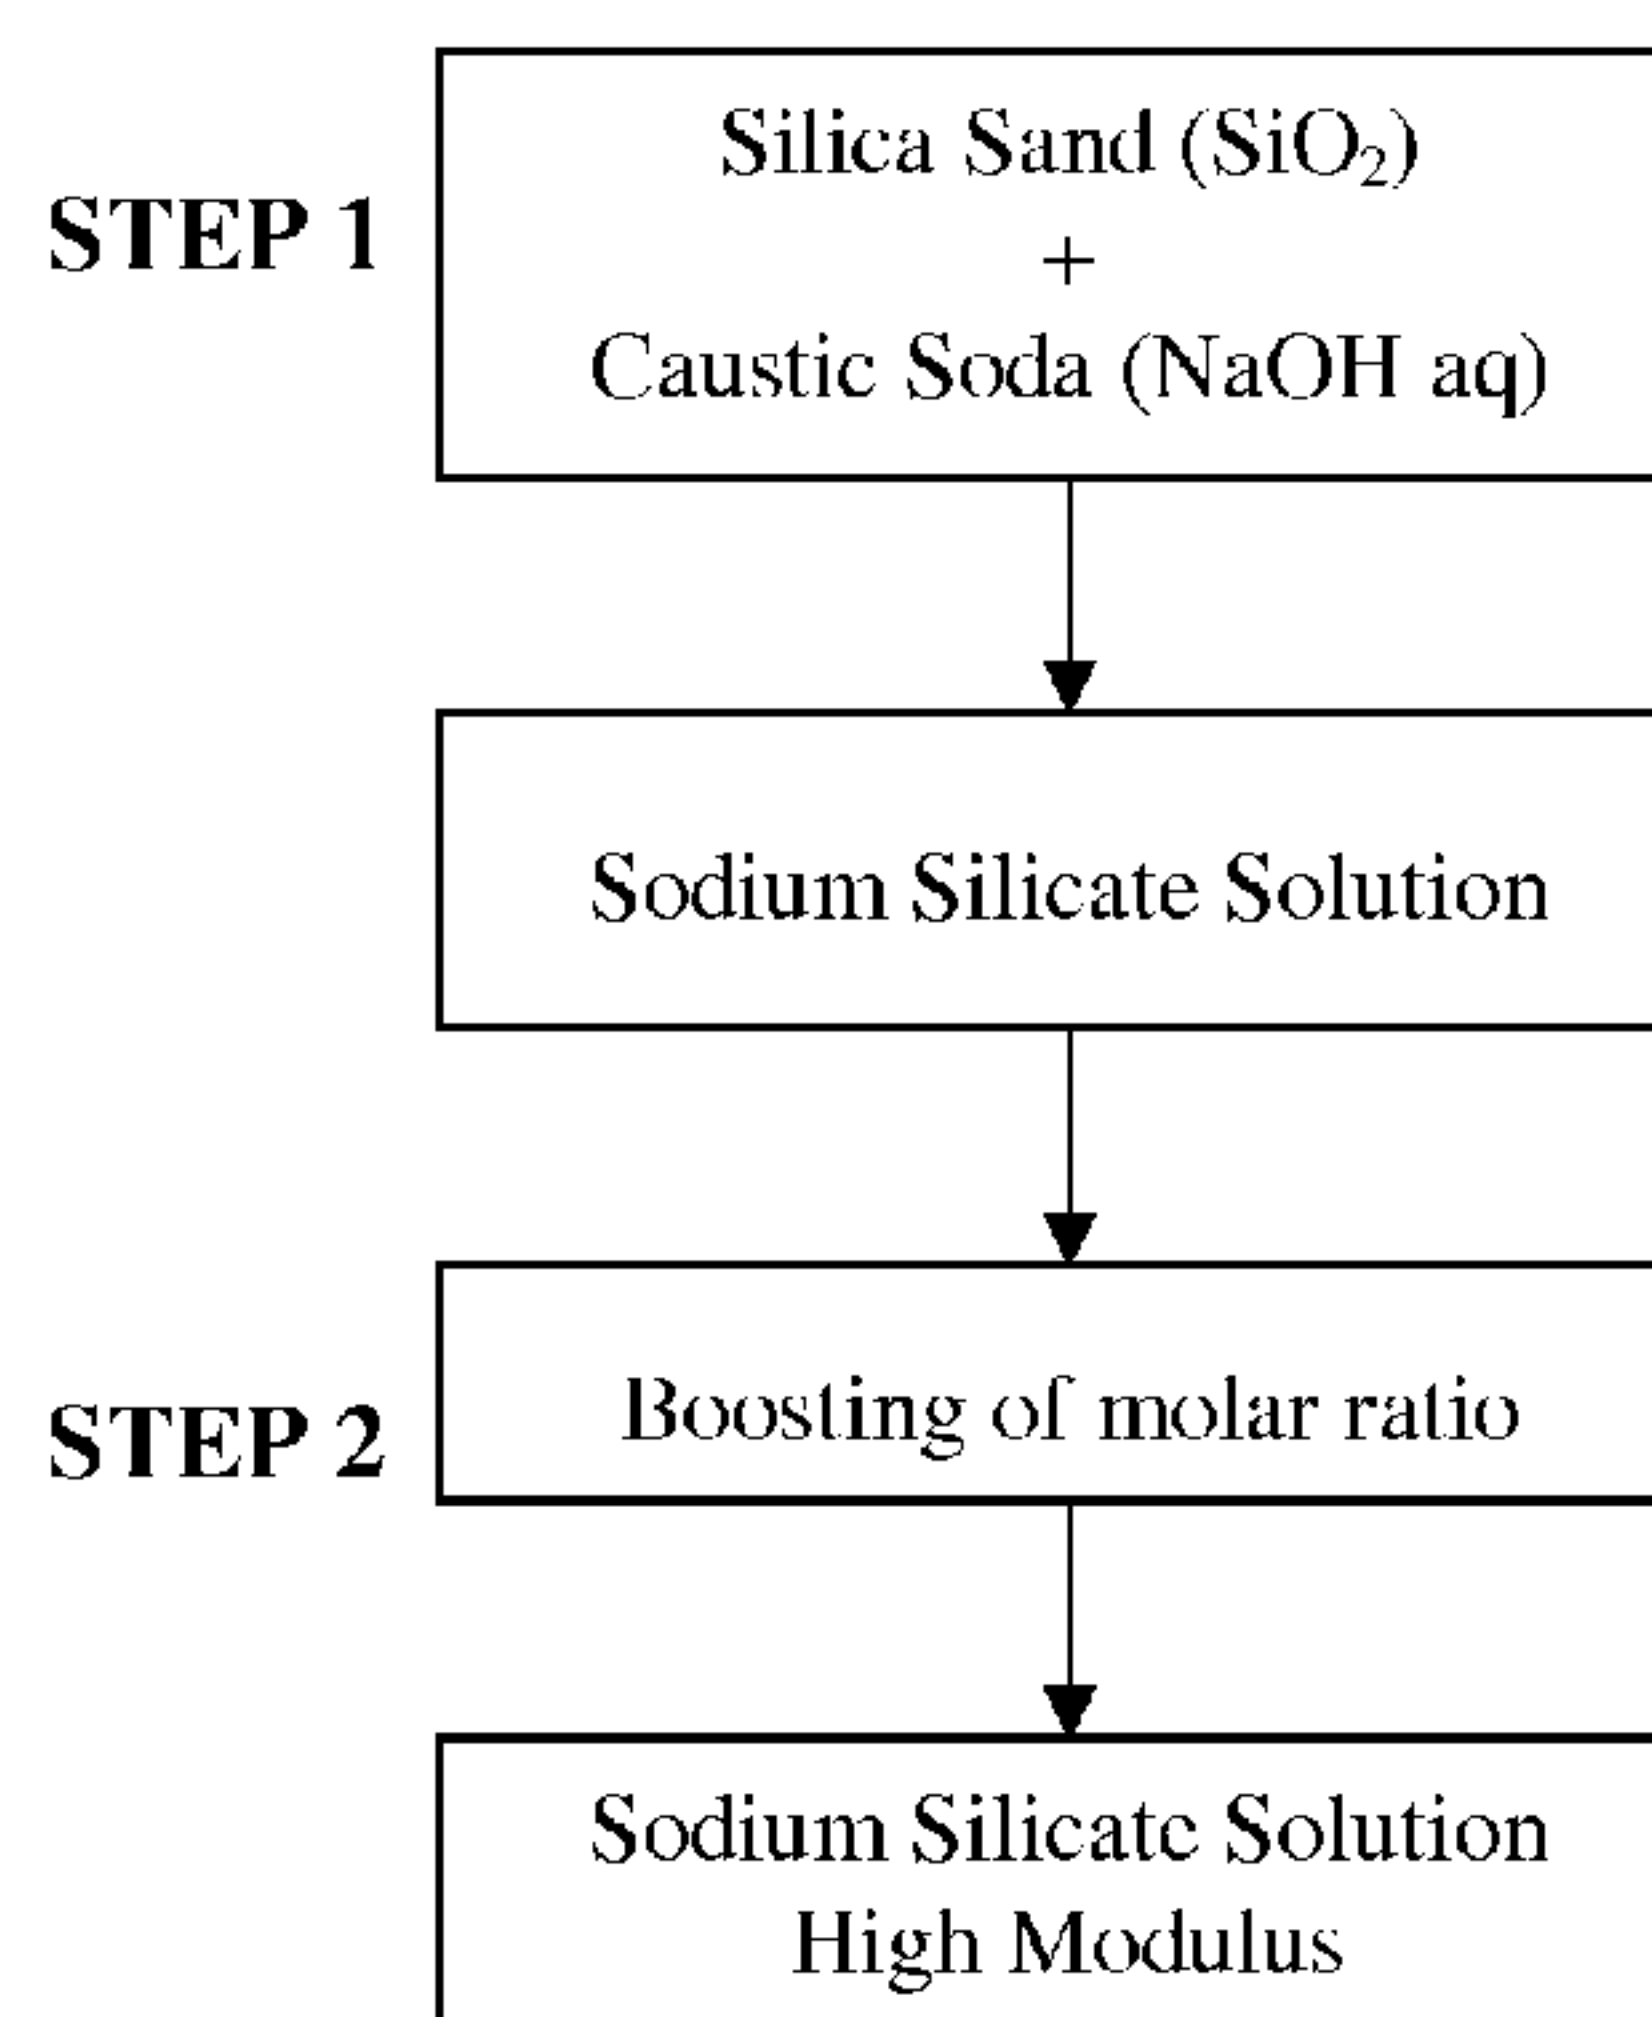 Silica Sand (SiO₂)
STEP 1
+
Caustic Soda (NaOH aq)
Sodium Silicate Solution
STEP 2
Boosting of molar ratio
Sodium Silicate Solution
High Modulus